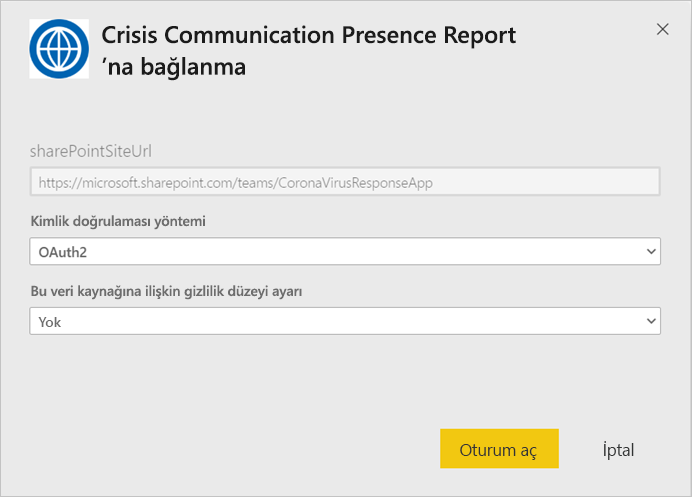 Crisis Communication Presence Report
’na bağlanma
sharePointSiteUrl
https://microsoft.sharepoint.com/teams/CoronaVirusResponseApp
Kimlik doğrulaması yöntemi
OAuth2
Bu veri kaynağına ilişkin gizlilik düzeyi ayarı
Yok
Oturum aç
İptal